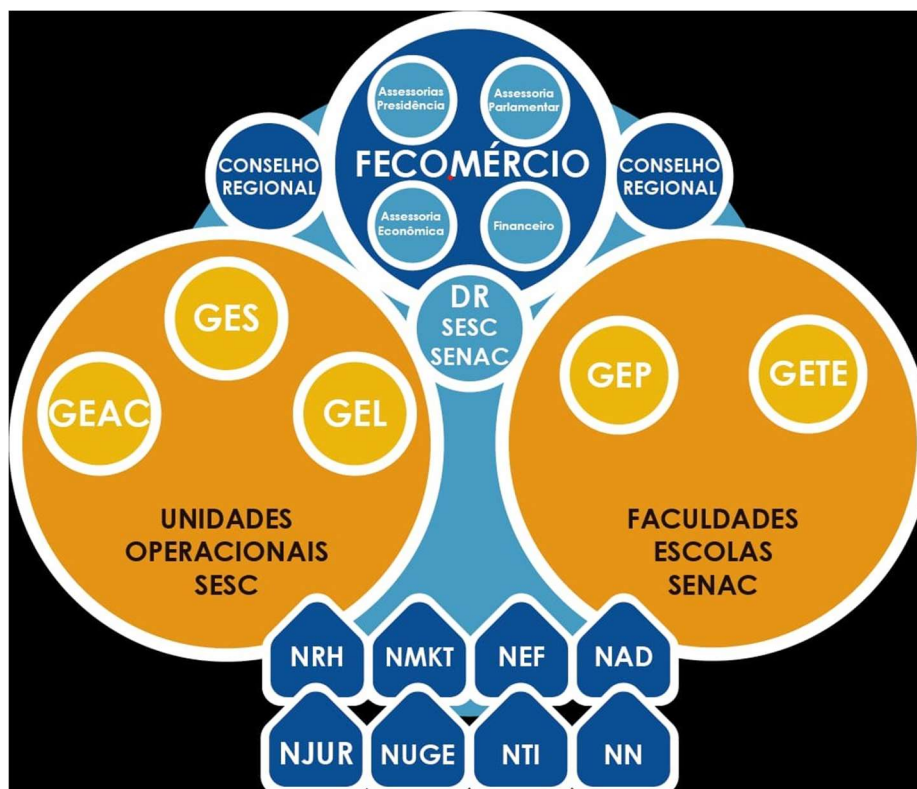 Assessorias
Presidência
Assessoria
Parlamentar
FECOMÉRCIO
Assessoria
Econômica
Financeiro
CONSELHO
REGIONAL
CONSELHO
REGIONAL
DR
SESC
SENAC
GES
GEAC
GEL
UNIDADES
OPERACIONAIS
SESC
GEP
GETE
FACULDADES
ESCOLAS
SENAC
NRH
NMKT
NEF
NAD
NJUR
NUGE
NTI
NN